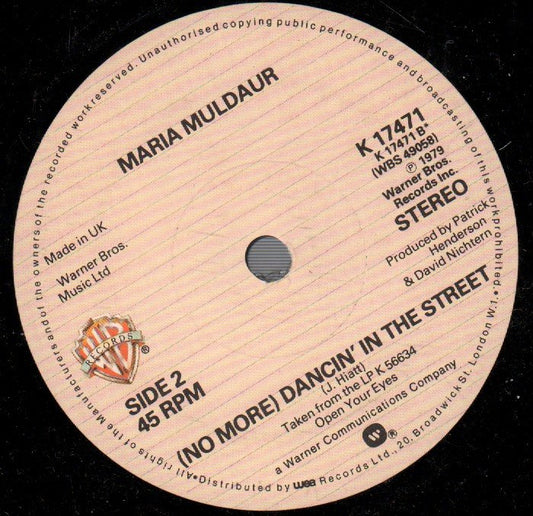 MARIA MULDAUR
K 17471
K 17471 B
(WBS 49058)
℗ 1979
Warner Bros.
Records Inc.
STEREO
Produced by Patrick
Henderson
& David Nichtern
Made in UK
Warner Bros.
Music Ltd
WB
RECORDS
®
SIDE 2
45 RPM
(NO MORE) DANCIN' IN THE STREET
(J. Hiatt)
Taken from the LP K 56634
Open Your Eyes
a Warner Communications Company
®
•All rights of the Manufacturers and of the owners of the recorded work reserved. Unauthorised copying public performance and broadcasting of this work prohibited.•
•Distributed by wea Records Ltd., 20, Broadwick St. London W.1.•